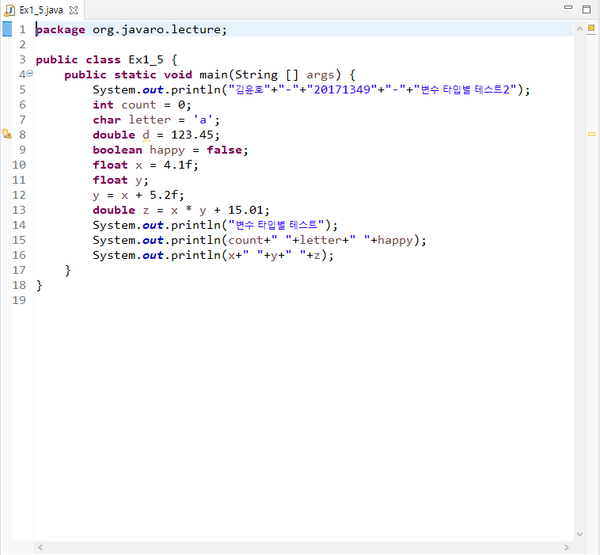 Ex1_5.java
1 package org.javaro.lecture;
2
3 public class Ex1_5 {
4 public static void main(String [] args) {
5 System.out.println("김윤호"+"-"+"20171349"+"-"+"변수 타입별 테스트2");
6 int count = 0;
7 char letter = 'a';
8 double d = 123.45;
9 boolean happy = false;
10 float x = 4.1f;
11 float y;
12 y = x + 5.2f;
13 double z = x * y + 15.01;
14 System.out.println("변수 타입별 테스트");
15 System.out.println(count+" "+letter+" "+happy);
16 System.out.println(x+" "+y+" "+z);
17 }
18 }
19